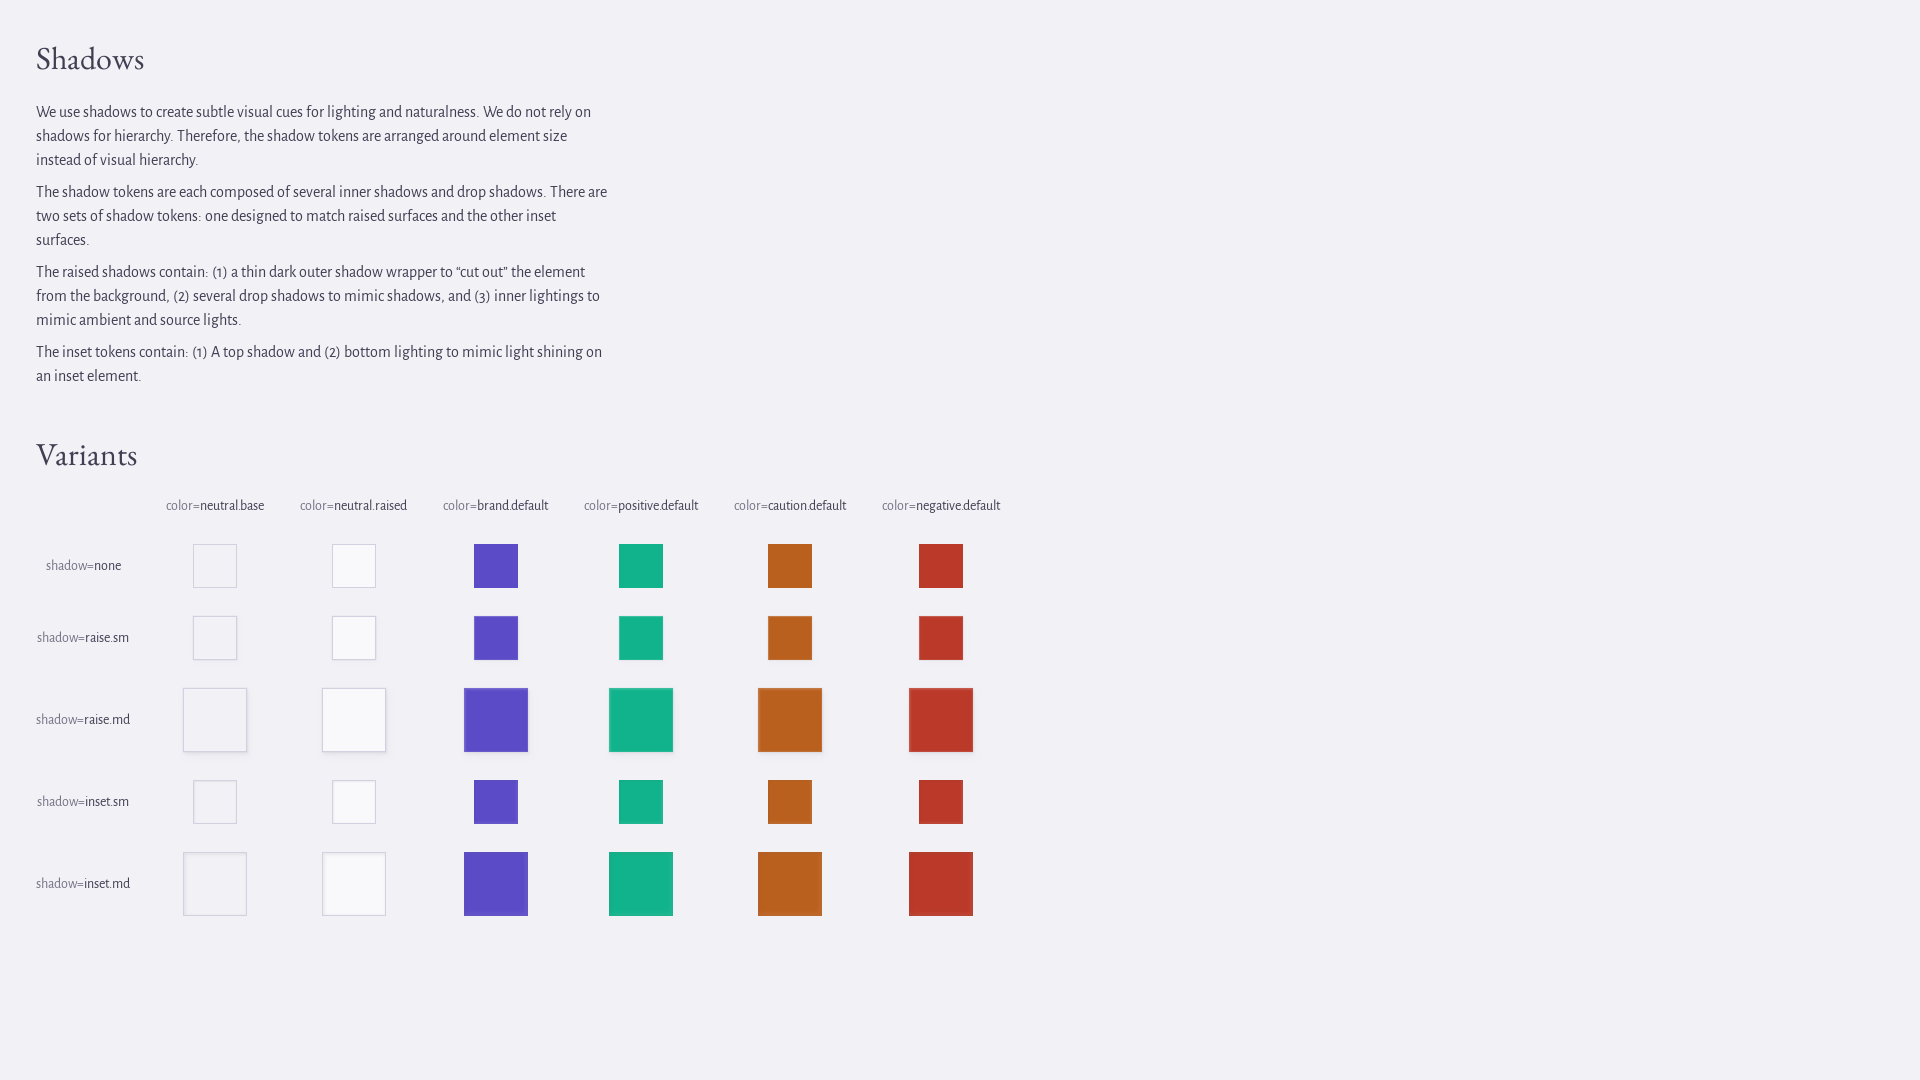 Shadows
We use shadows to create subtle visual cues for lighting and naturalness. We do not rely on
shadows for hierarchy. Therefore, the shadow tokens are arranged around element size
instead of visual hierarchy.
The shadow tokens are each composed of several inner shadows and drop shadows. There are
two sets of shadow tokens: one designed to match raised surfaces and the other inset
surfaces.
The raised shadows contain: (1) a thin dark outer shadow wrapper to “cut out” the element
from the background, (2) several drop shadows to mimic shadows, and (3) inner lightings to
mimic ambient and source lights.
The inset tokens contain: (1) A top shadow and (2) bottom lighting to mimic light shining on
an inset element.
Variants
color=neutral.base color=neutral.raised color=brand.default color=positive.default color=caution.default color=negative.default
shadow=none
shadow=raise.sm
shadow=raise.md
shadow=inset.sm
shadow=inset.md